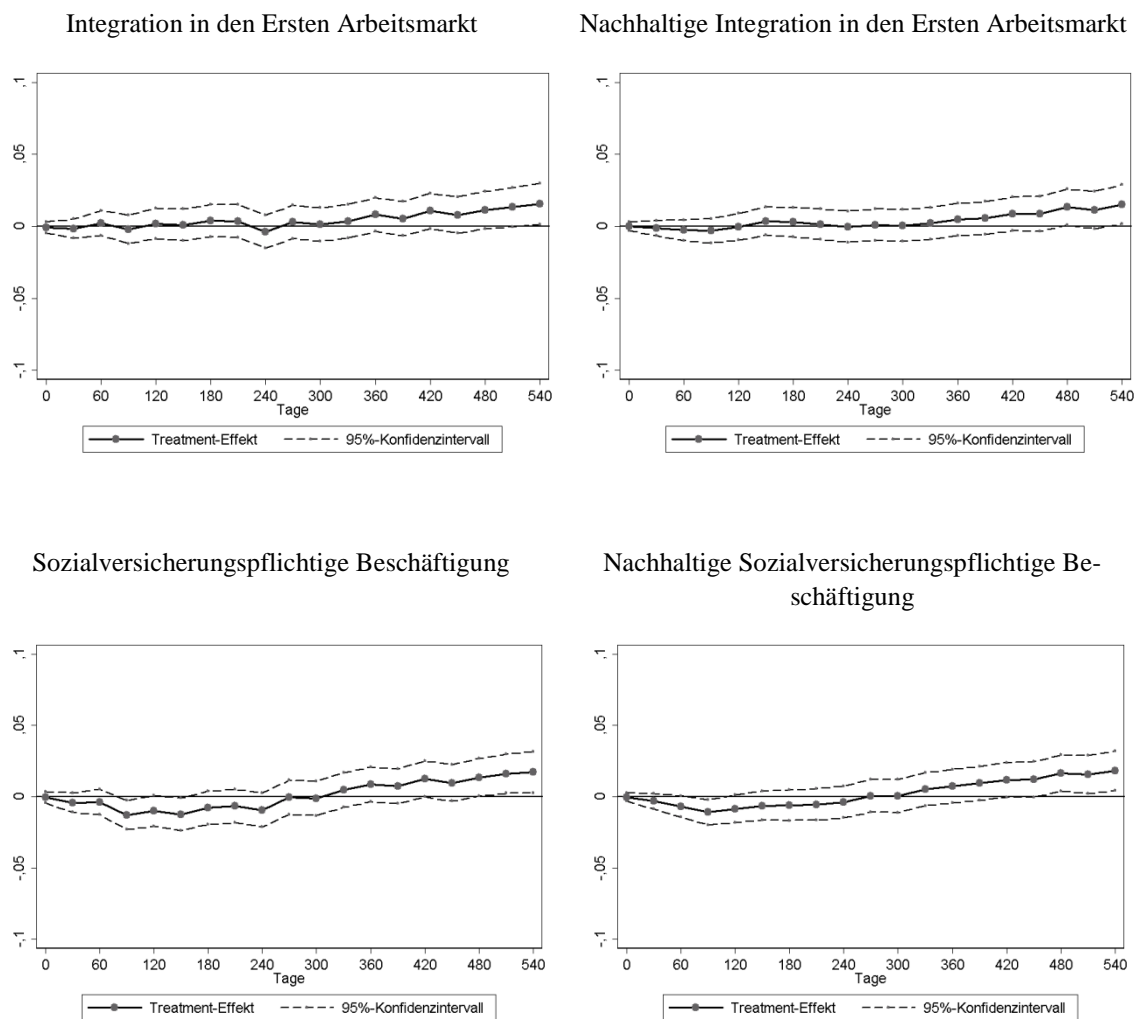 Integration in den Ersten Arbeitsmarkt
Nachhaltige Integration in den Ersten Arbeitsmarkt
,1
,05
0
-,05
-,1
0 60 120 180 240 300 360 420 480 540
Tage
Treatment-Effekt 95%-Konfidenzintervall
,1
,05
0
-,05
-,1
0 60 120 180 240 300 360 420 480 540
Tage
Treatment-Effekt 95%-Konfidenzintervall
Sozialversicherungspflichtige Beschäftigung
Nachhaltige Sozialversicherungspflichtige Be-
schäftigung
,1
,05
0
-,05
-,1
0 60 120 180 240 300 360 420 480 540
Tage
Treatment-Effekt 95%-Konfidenzintervall
,1
,05
0
-,05
-,1
0 60 120 180 240 300 360 420 480 540
Tage
Treatment-Effekt 95%-Konfidenzintervall